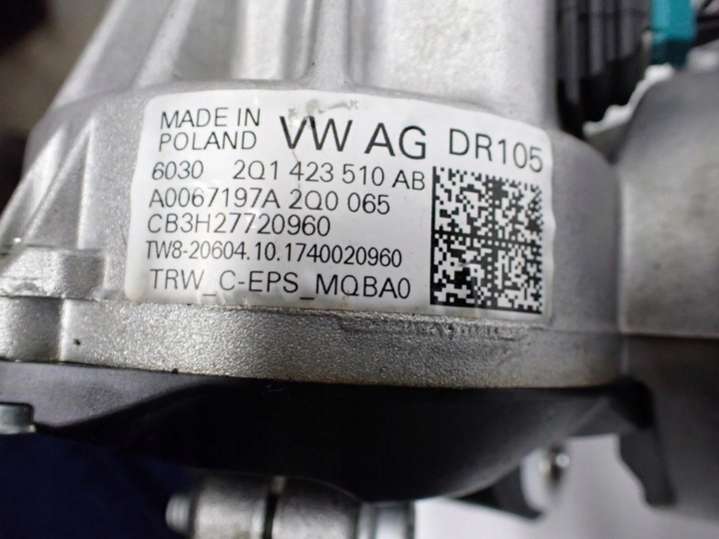 MADE IN
POLAND VW AG DR105
6030 2Q1 423 510 AB
A0067197A 2Q0 065
CB3H27720960
TW8-20604.10.1740020960
TRW_C-EPS_MQBA0